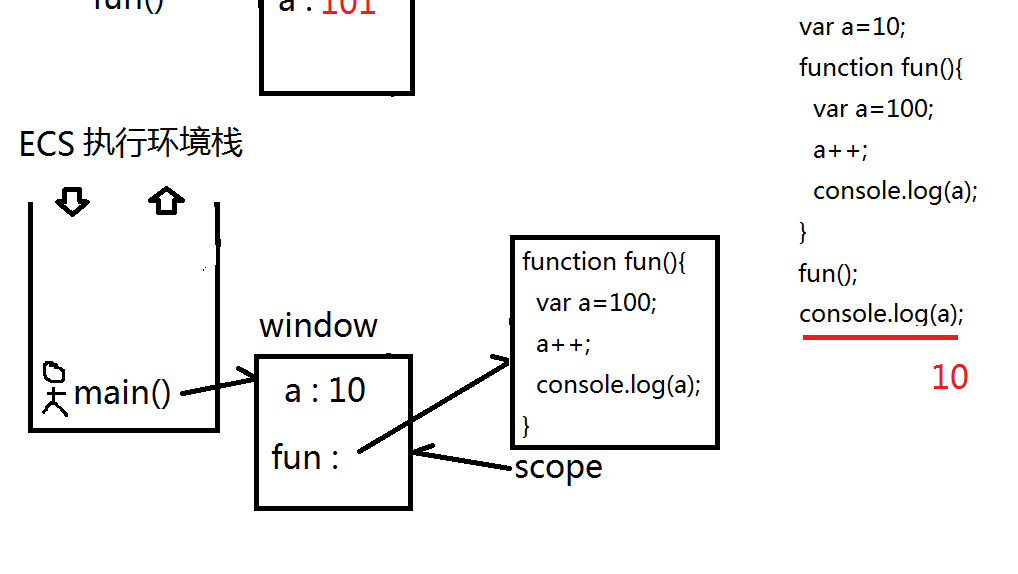 fun()
a : 101
ECS 执行环境栈
main()
window
a : 10
fun :
function fun(){
var a=100;
a++;
console.log(a);
}
scope
var a=10;
function fun(){
var a=100;
a++;
console.log(a);
}
fun();
console.log(a);
10